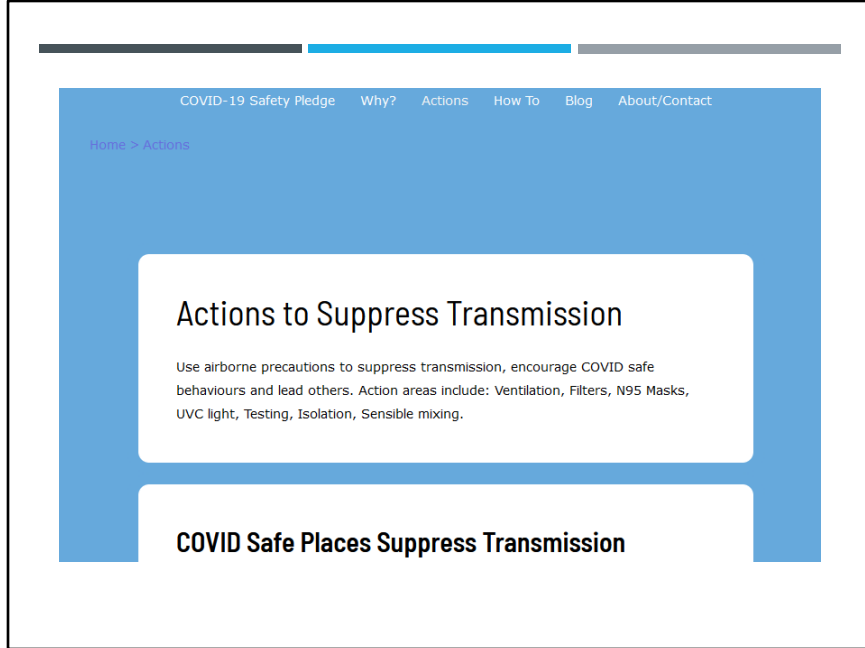 COVID-19 Safety Pledge Why? Actions How To Blog About/Contact
Home > Actions
Actions to Suppress Transmission
Use airborne precautions to suppress transmission, encourage COVID safe
behaviours and lead others. Action areas include: Ventilation, Filters, N95 Masks,
UVC light, Testing, Isolation, Sensible mixing.
COVID Safe Places Suppress Transmission